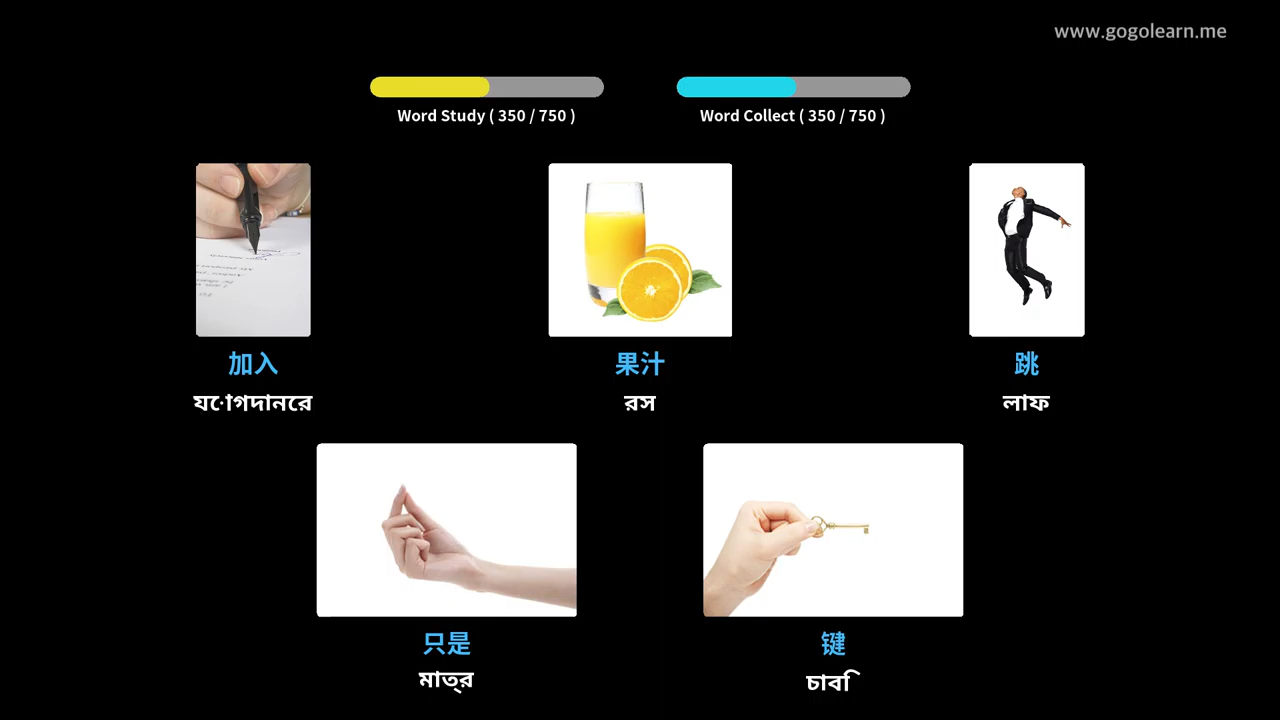 www.gogolearn.me
Word Study ( 350 / 750 )
Word Collect ( 350 / 750 )
加入
যোগদানরে
果汁
রস
跳
লাফ
只是
মাত্র
键
চাবি